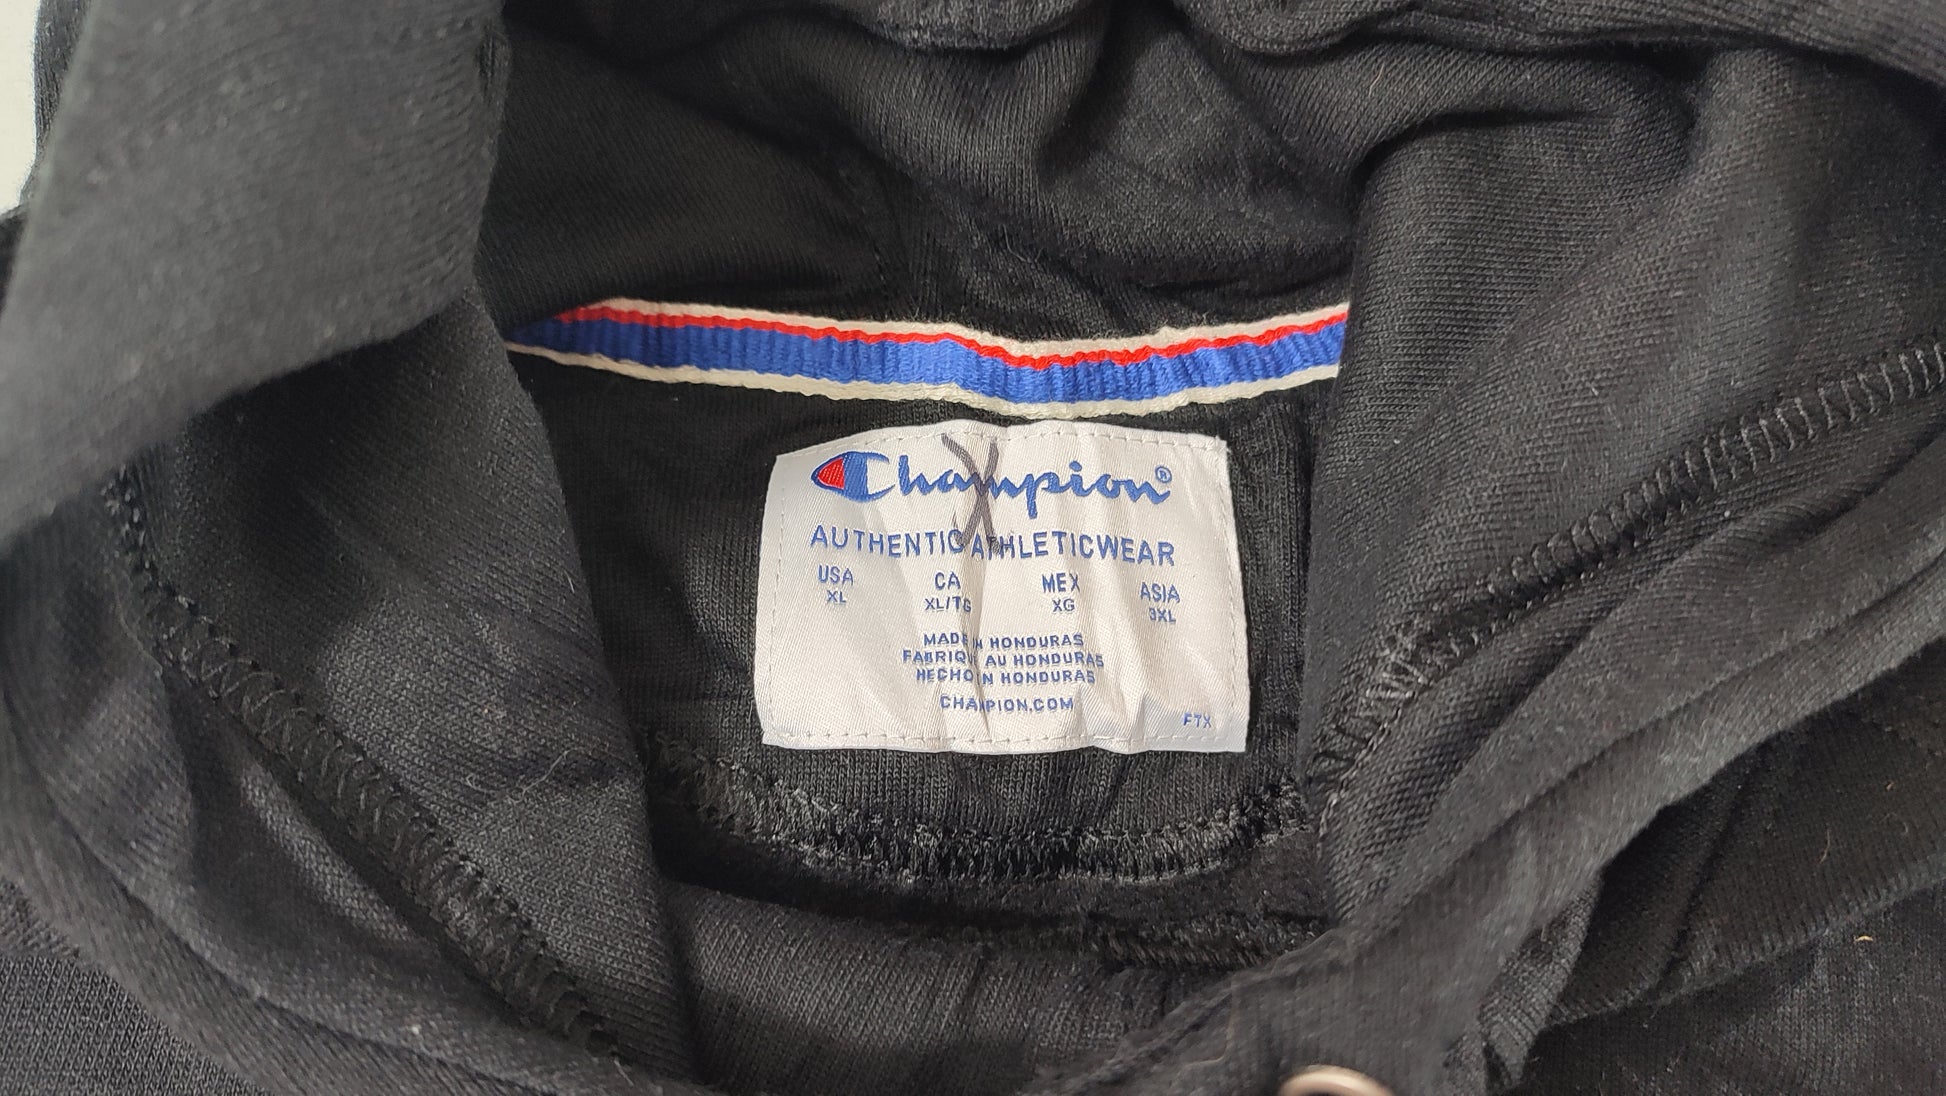 Champion®
AUTHENTIC ATHLETICWEAR
USA CA MEX ASIA
XL XL/TG XG 3XL
MADE IN HONDURAS
FABRIQUÉ AU HONDURAS
HECHO EN HONDURAS
CHAMPION.COM
FTX